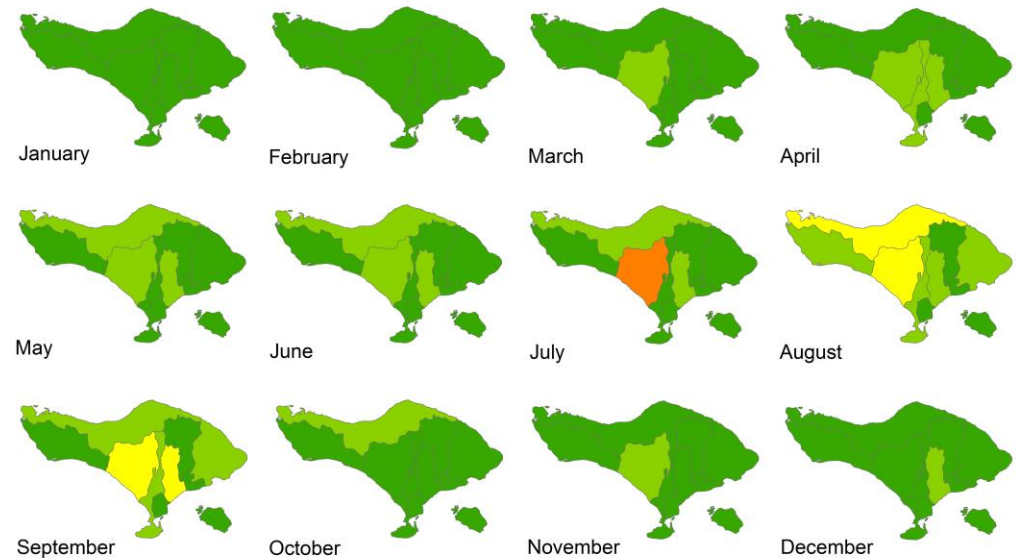 January
February
March
April
May
June
July
August
September
October
November
December